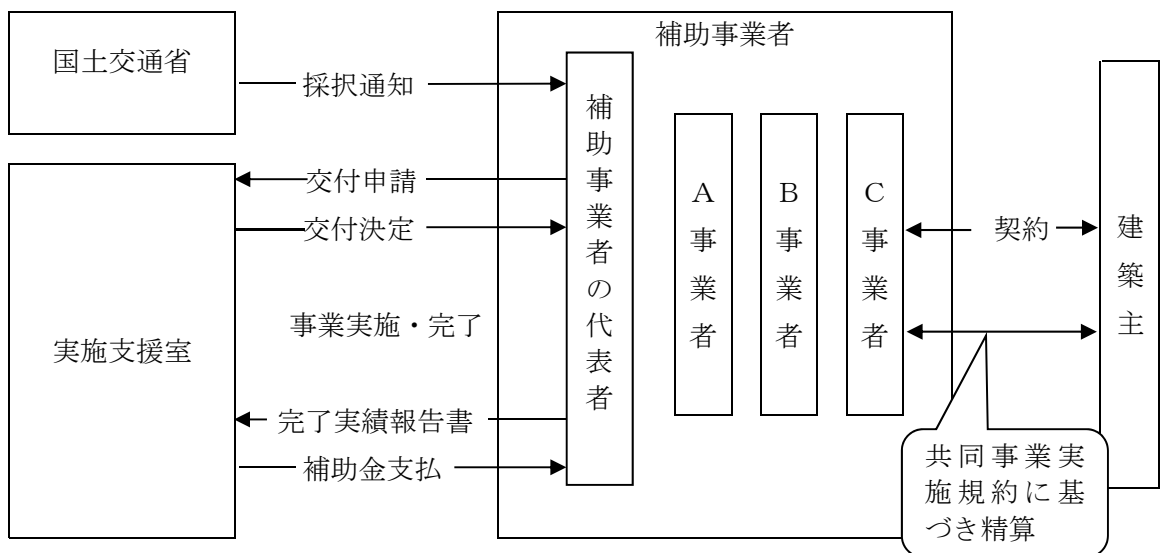 補助事業者
国土交通省
採択通知
実施支援室
交付申請
交付決定
事業実施・完了
完了実績報告書
補助金支払
補助事業者の代表者
A事業者
B事業者
C事業者
契約
建築主
共同事業実
施規約に基
づき精算